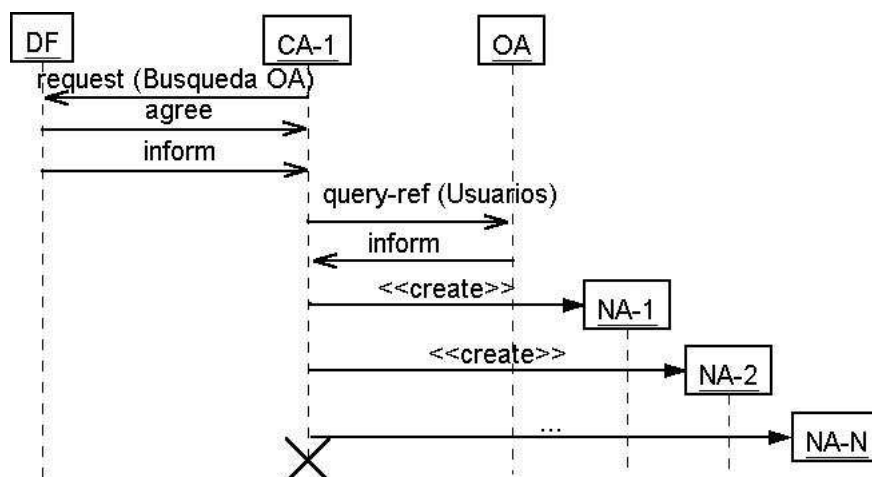 DF
CA-1
OA
request (Busqueda OA)
agree
inform
query-ref (Usuarios)
inform
<<create>>
NA-1
<<create>>
NA-2
...
NA-N